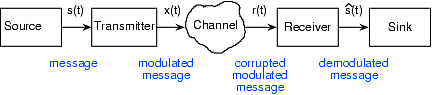 s(t) x(t) r(t) ŝ(t)
Source Transmitter Channel Receiver Sink
message modulated corrupted demodulated
message modulated message
message